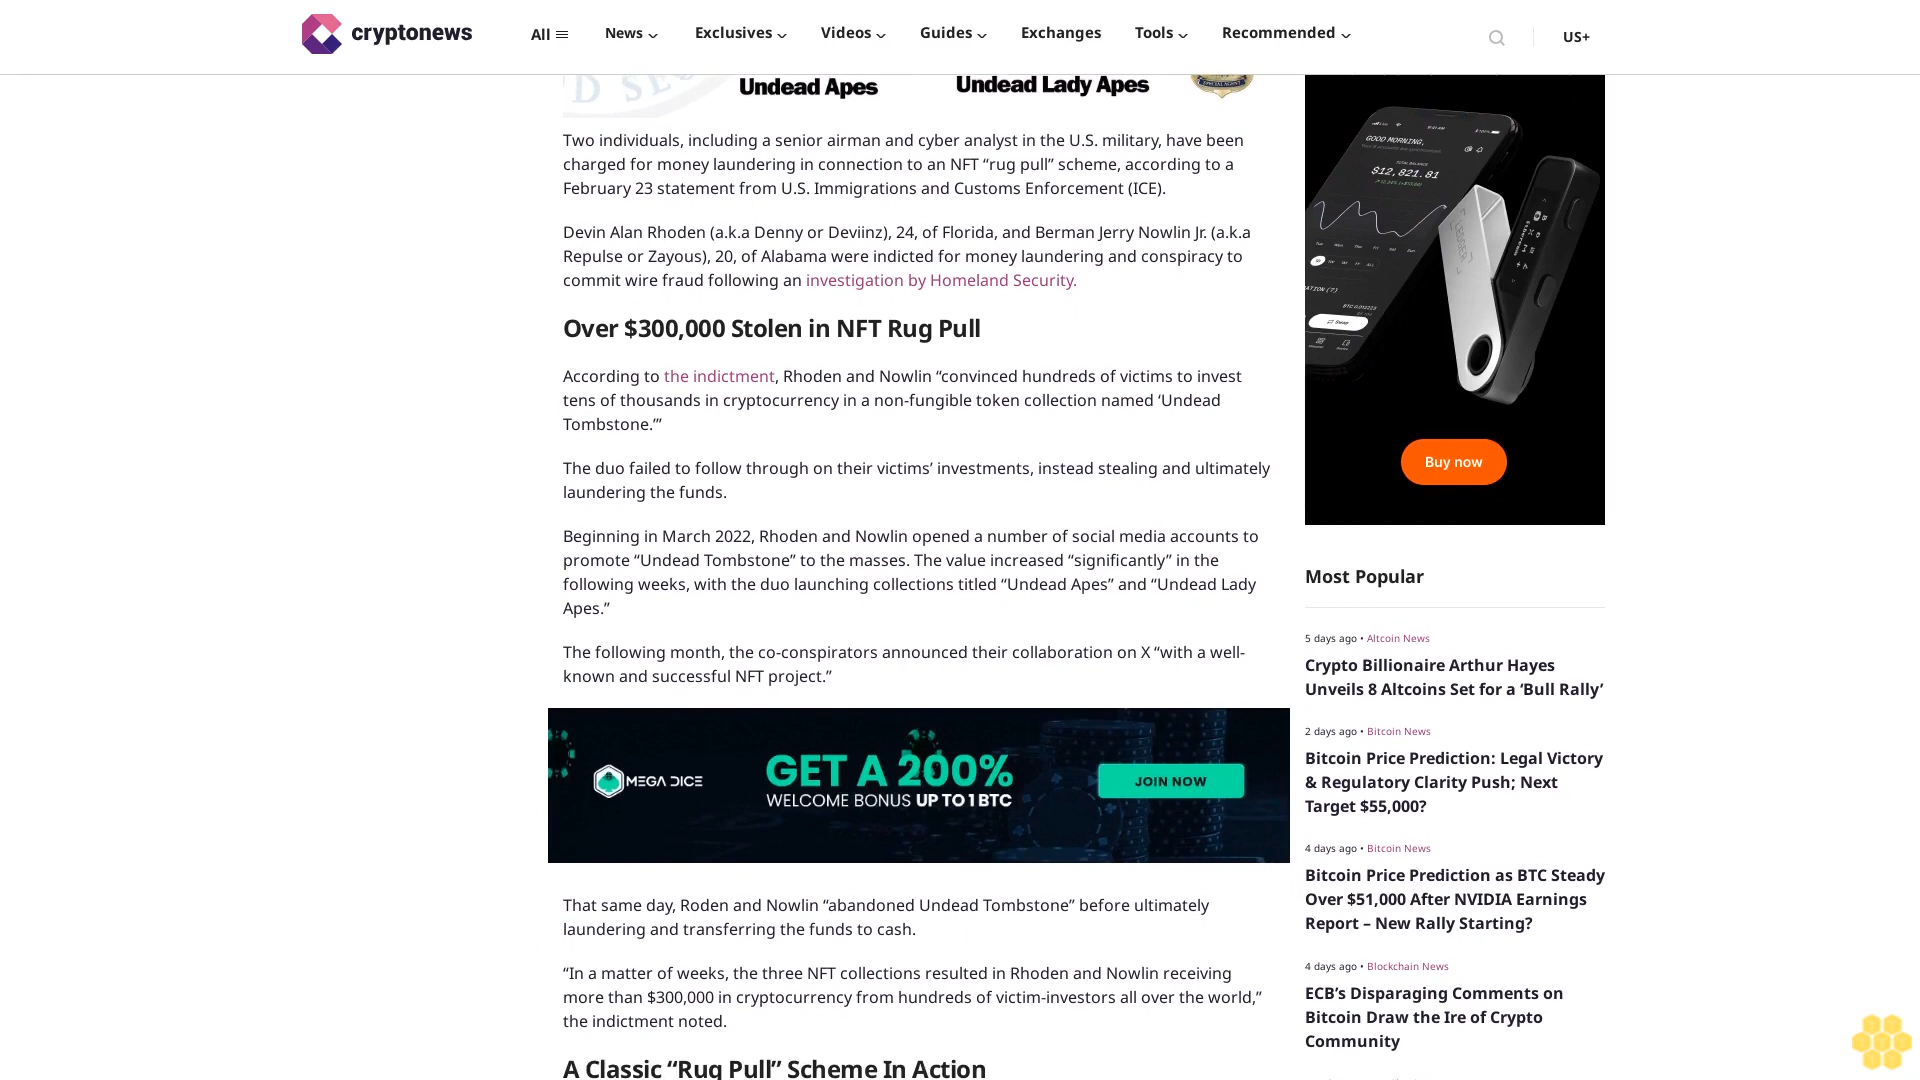 cryptonews
All
News
Exclusives
Videos
Guides
Exchanges
Tools
Recommended
US+
D SE
Undead Apes
Undead Lady Apes
SPECIAL AGENT
Two individuals, including a senior airman and cyber analyst in the U.S. military, have been
charged for money laundering in connection to an NFT “rug pull” scheme, according to a
February 23 statement from U.S. Immigrations and Customs Enforcement (ICE).
Devin Alan Rhoden (a.k.a Denny or Deviinz), 24, of Florida, and Berman Jerry Nowlin Jr. (a.k.a
Repulse or Zayous), 20, of Alabama were indicted for money laundering and conspiracy to
commit wire fraud following an investigation by Homeland Security.
Over $300,000 Stolen in NFT Rug Pull
According to the indictment, Rhoden and Nowlin “convinced hundreds of victims to invest
tens of thousands in cryptocurrency in a non-fungible token collection named ‘Undead
Tombstone.’”
The duo failed to follow through on their victims’ investments, instead stealing and ultimately
laundering the funds.
Beginning in March 2022, Rhoden and Nowlin opened a number of social media accounts to
promote “Undead Tombstone” to the masses. The value increased “significantly” in the
following weeks, with the duo launching collections titled “Undead Apes” and “Undead Lady
Apes.”
The following month, the co-conspirators announced their collaboration on X “with a well-
known and successful NFT project.”
MEGA DICE
GET A 200%
WELCOME BONUS UP TO 1 BTC
JOIN NOW
That same day, Roden and Nowlin “abandoned Undead Tombstone” before ultimately
laundering and transferring the funds to cash.
“In a matter of weeks, the three NFT collections resulted in Rhoden and Nowlin receiving
more than $300,000 in cryptocurrency from hundreds of victim-investors all over the world,”
the indictment noted.
A Classic “Rug Pull” Scheme In Action
9:41 AM
GOOD MORNING,
TOTAL BALANCE
$12,821.81
Swap
LEDGER
Buy now
Most Popular
5 days ago • Altcoin News
Crypto Billionaire Arthur Hayes
Unveils 8 Altcoins Set for a ‘Bull Rally’
2 days ago • Bitcoin News
Bitcoin Price Prediction: Legal Victory
& Regulatory Clarity Push; Next
Target $55,000?
4 days ago • Bitcoin News
Bitcoin Price Prediction as BTC Steady
Over $51,000 After NVIDIA Earnings
Report – New Rally Starting?
4 days ago • Blockchain News
ECB’s Disparaging Comments on
Bitcoin Draw the Ire of Crypto
Community